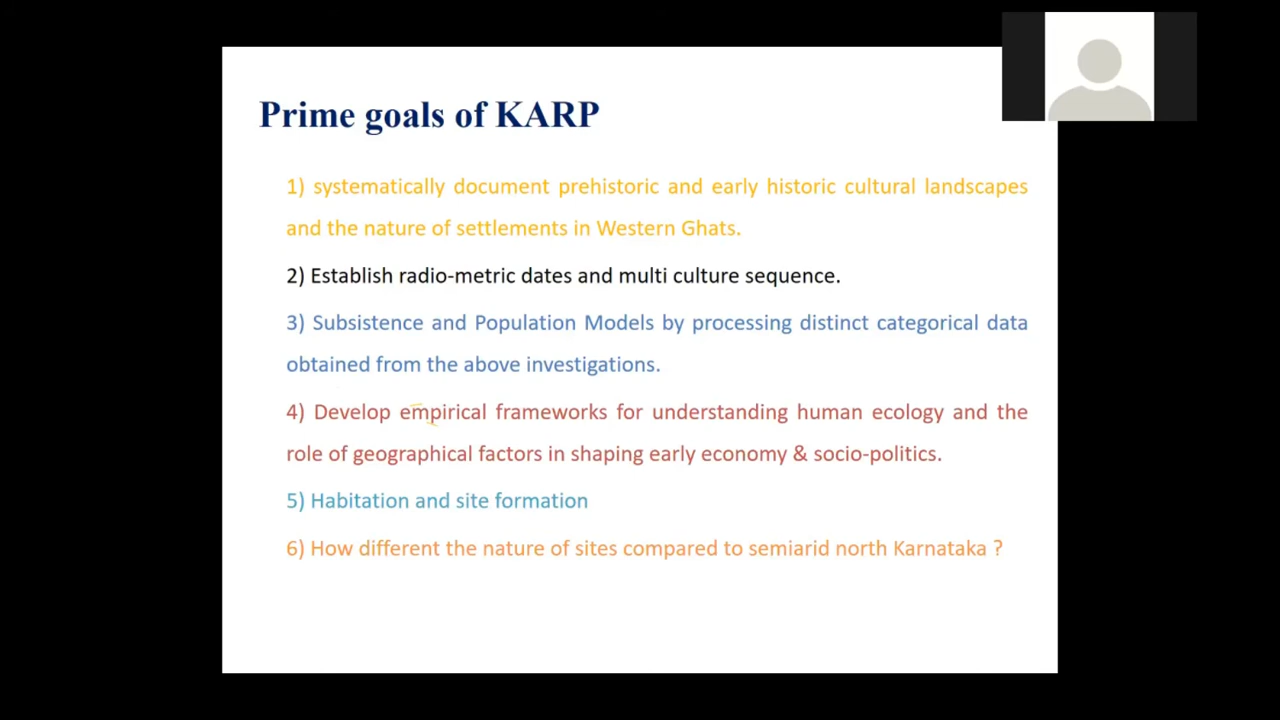 Prime goals of KARP
1) systematically document prehistoric and early historic cultural landscapes
and the nature of settlements in Western Ghats.
2) Establish radio-metric dates and multi culture sequence.
3) Subsistence and Population Models by processing distinct categorical data
obtained from the above investigations.
4) Develop empirical frameworks for understanding human ecology and the
role of geographical factors in shaping early economy & socio-politics.
5) Habitation and site formation
6) How different the nature of sites compared to semiarid north Karnataka ?